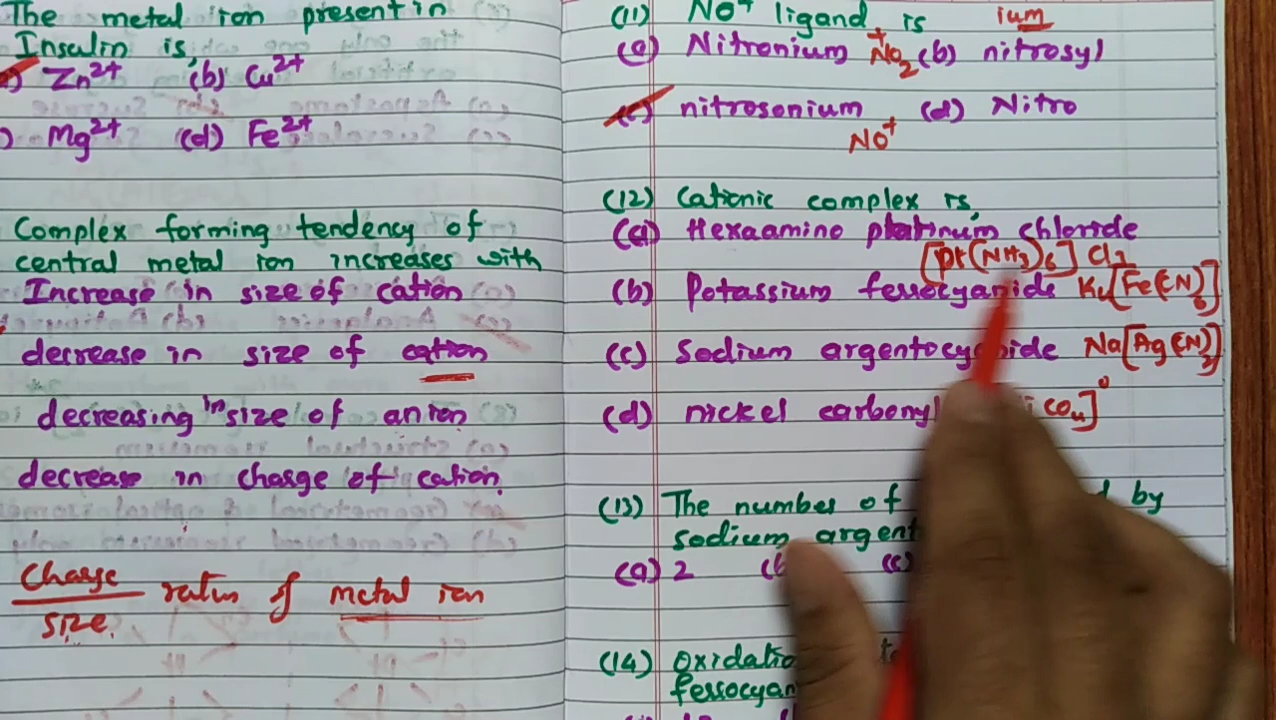 The metal ion present in
Insulin is,
Zn2+ (b) Cu2+
Mg2+ (d) Fe2+
Complex forming tendency of
central metal ion increases with
Increase in size of cation
decrease in size of cation
decreasing in size of anion
decrease in charge of cation.
Charge ratio of metal ion
size.
(11) NO+ ligand is ium
(a) Nitronium NO2+ (b) nitrosyl
(c) nitrosonium (d) Nitro
NO+
(12) Cationic complex is,
(a) Hexaamino platinum chloride
[Pt(NH3)6] Cl2
(b) Potassium ferrocyanide K4[Fe(CN)6]
(c) Sodium argentocyanide Na[Ag(CN)2]
(d) nickel carbonyl CO4]0
(13) The number of by
sodium argent
(a) 2 (b (c)
(14) Oxidatio
ferrocyan